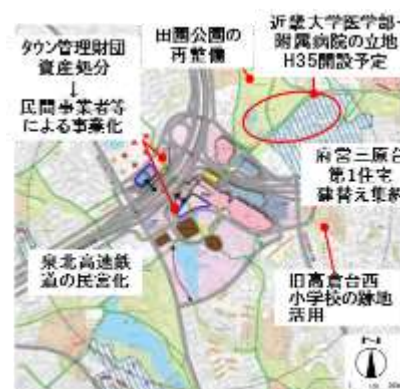 タウン管理財団
資産処分
↓
民間事業者等
による事業化
田園公園の
再整備
近畿大学医学部・
附属病院の立地
H35開設予定
府営三原台
第1住宅
建替え集約
泉北高速鉄
道の民営化
旧高倉台西
小学校の跡地
活用
N